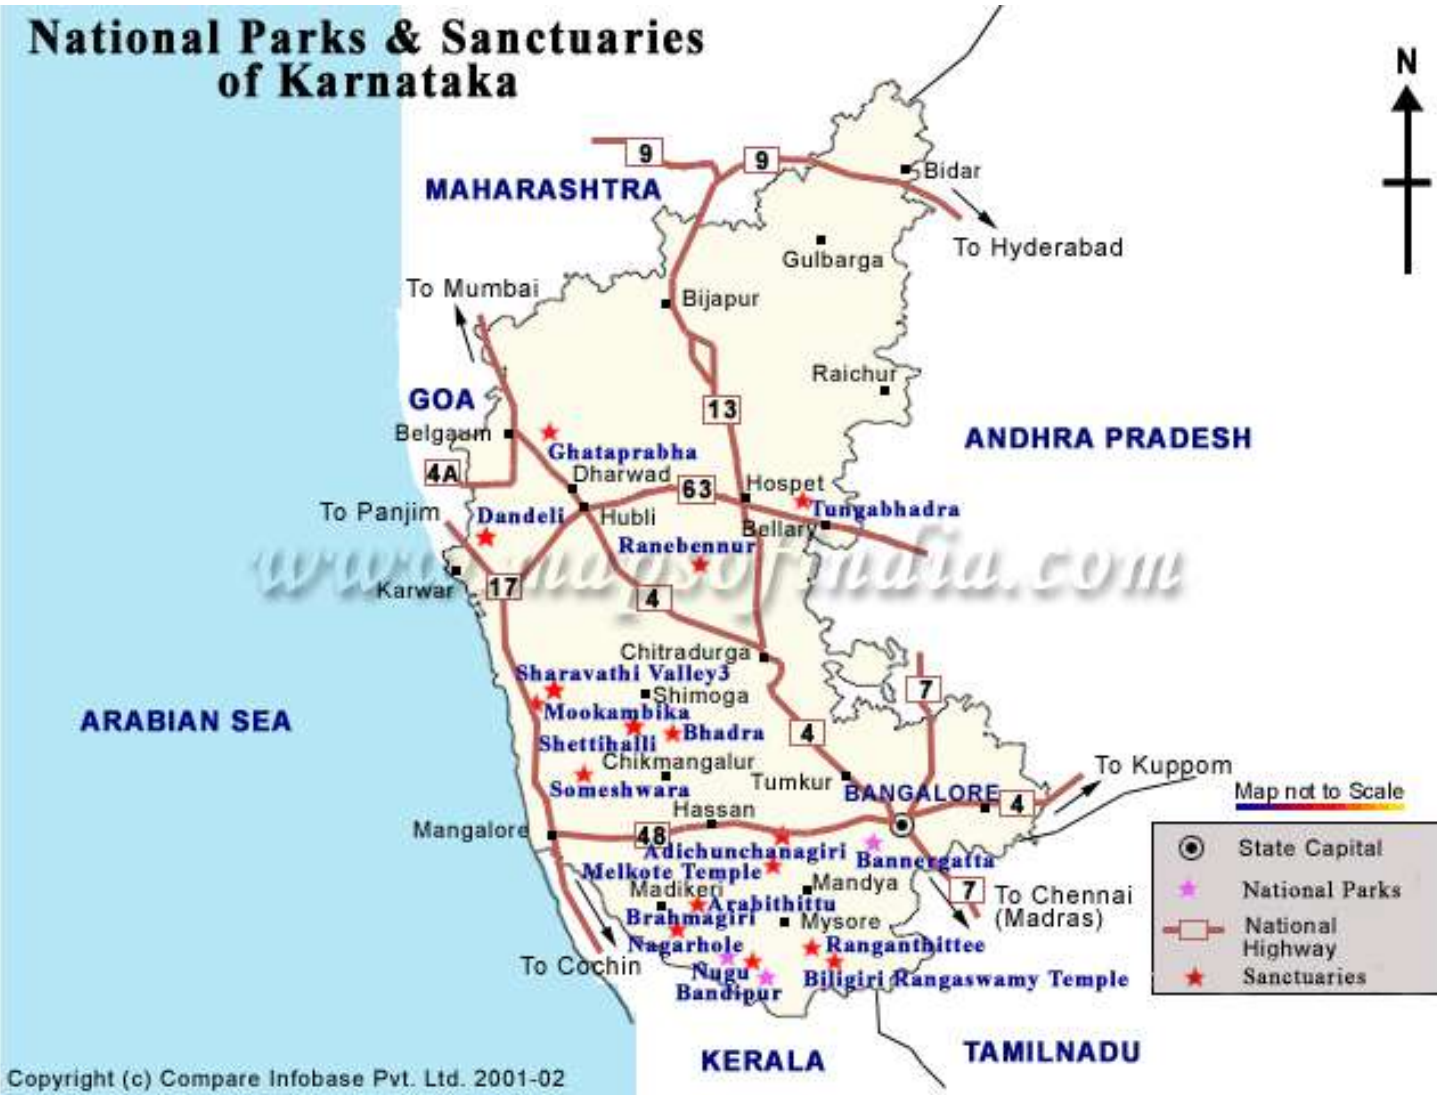 National Parks & Sanctuaries
of Karnataka
N
9
9
Bidar
MAHARASHTRA
To Hyderabad
Gulbarga
To Mumbai
Bijapur
Raichur
GOA
13
Belgaum
ANDHRA PRADESH
Ghataprabha
4A
Dharwad
63
Hospet
To Panjim
Dandeli
Hubli
Tungabhadra
Bellary
Ranebennur
www.mapsofindia.com
Karwar
17
4
Chitradurga
Sharavathi Valley3
7
Shimoga
ARABIAN SEA
Mookambika
Shettihalli
Bhadra
4
Chikmangalur
Tumkur
To Kuppom
Someshwara
BANGALORE
4
Map not to Scale
Hassan
Mangalore
48
Adichunchanagiri
Bannergatta
State Capital
Melkote Temple
Madikeri
Mandya
7
To Chennai
(Madras)
National Parks
Arabithittu
Brahmagiri
Mysore
National
Highway
Nagarhole
Ranganthittee
To Cochin
Nugu
Biligiri Rangaswamy Temple
Sanctuaries
Bandipur
KERALA
TAMILNADU
Copyright (c) Compare Infobase Pvt. Ltd. 2001-02